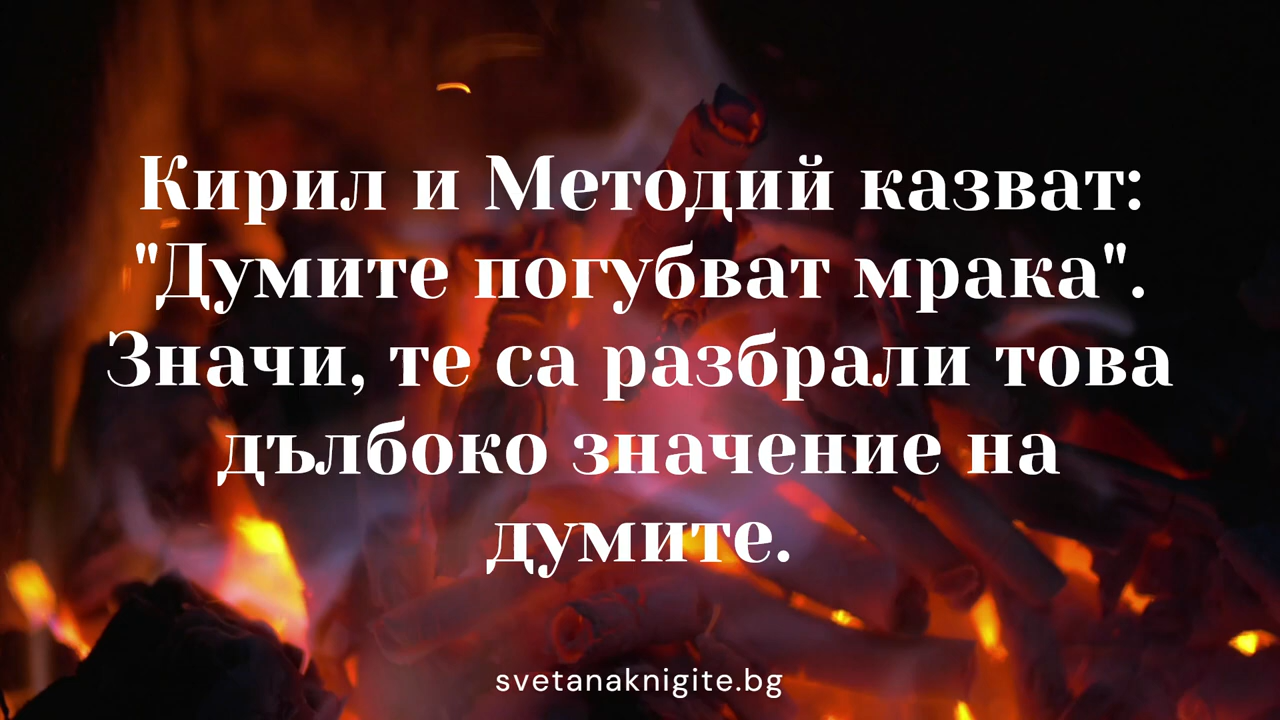 Кирил и Методий казват:
"Думите погубват мрака".
Значи, те са разбрали това
дълбоко значение на
думите.
svetanaknigite.bg